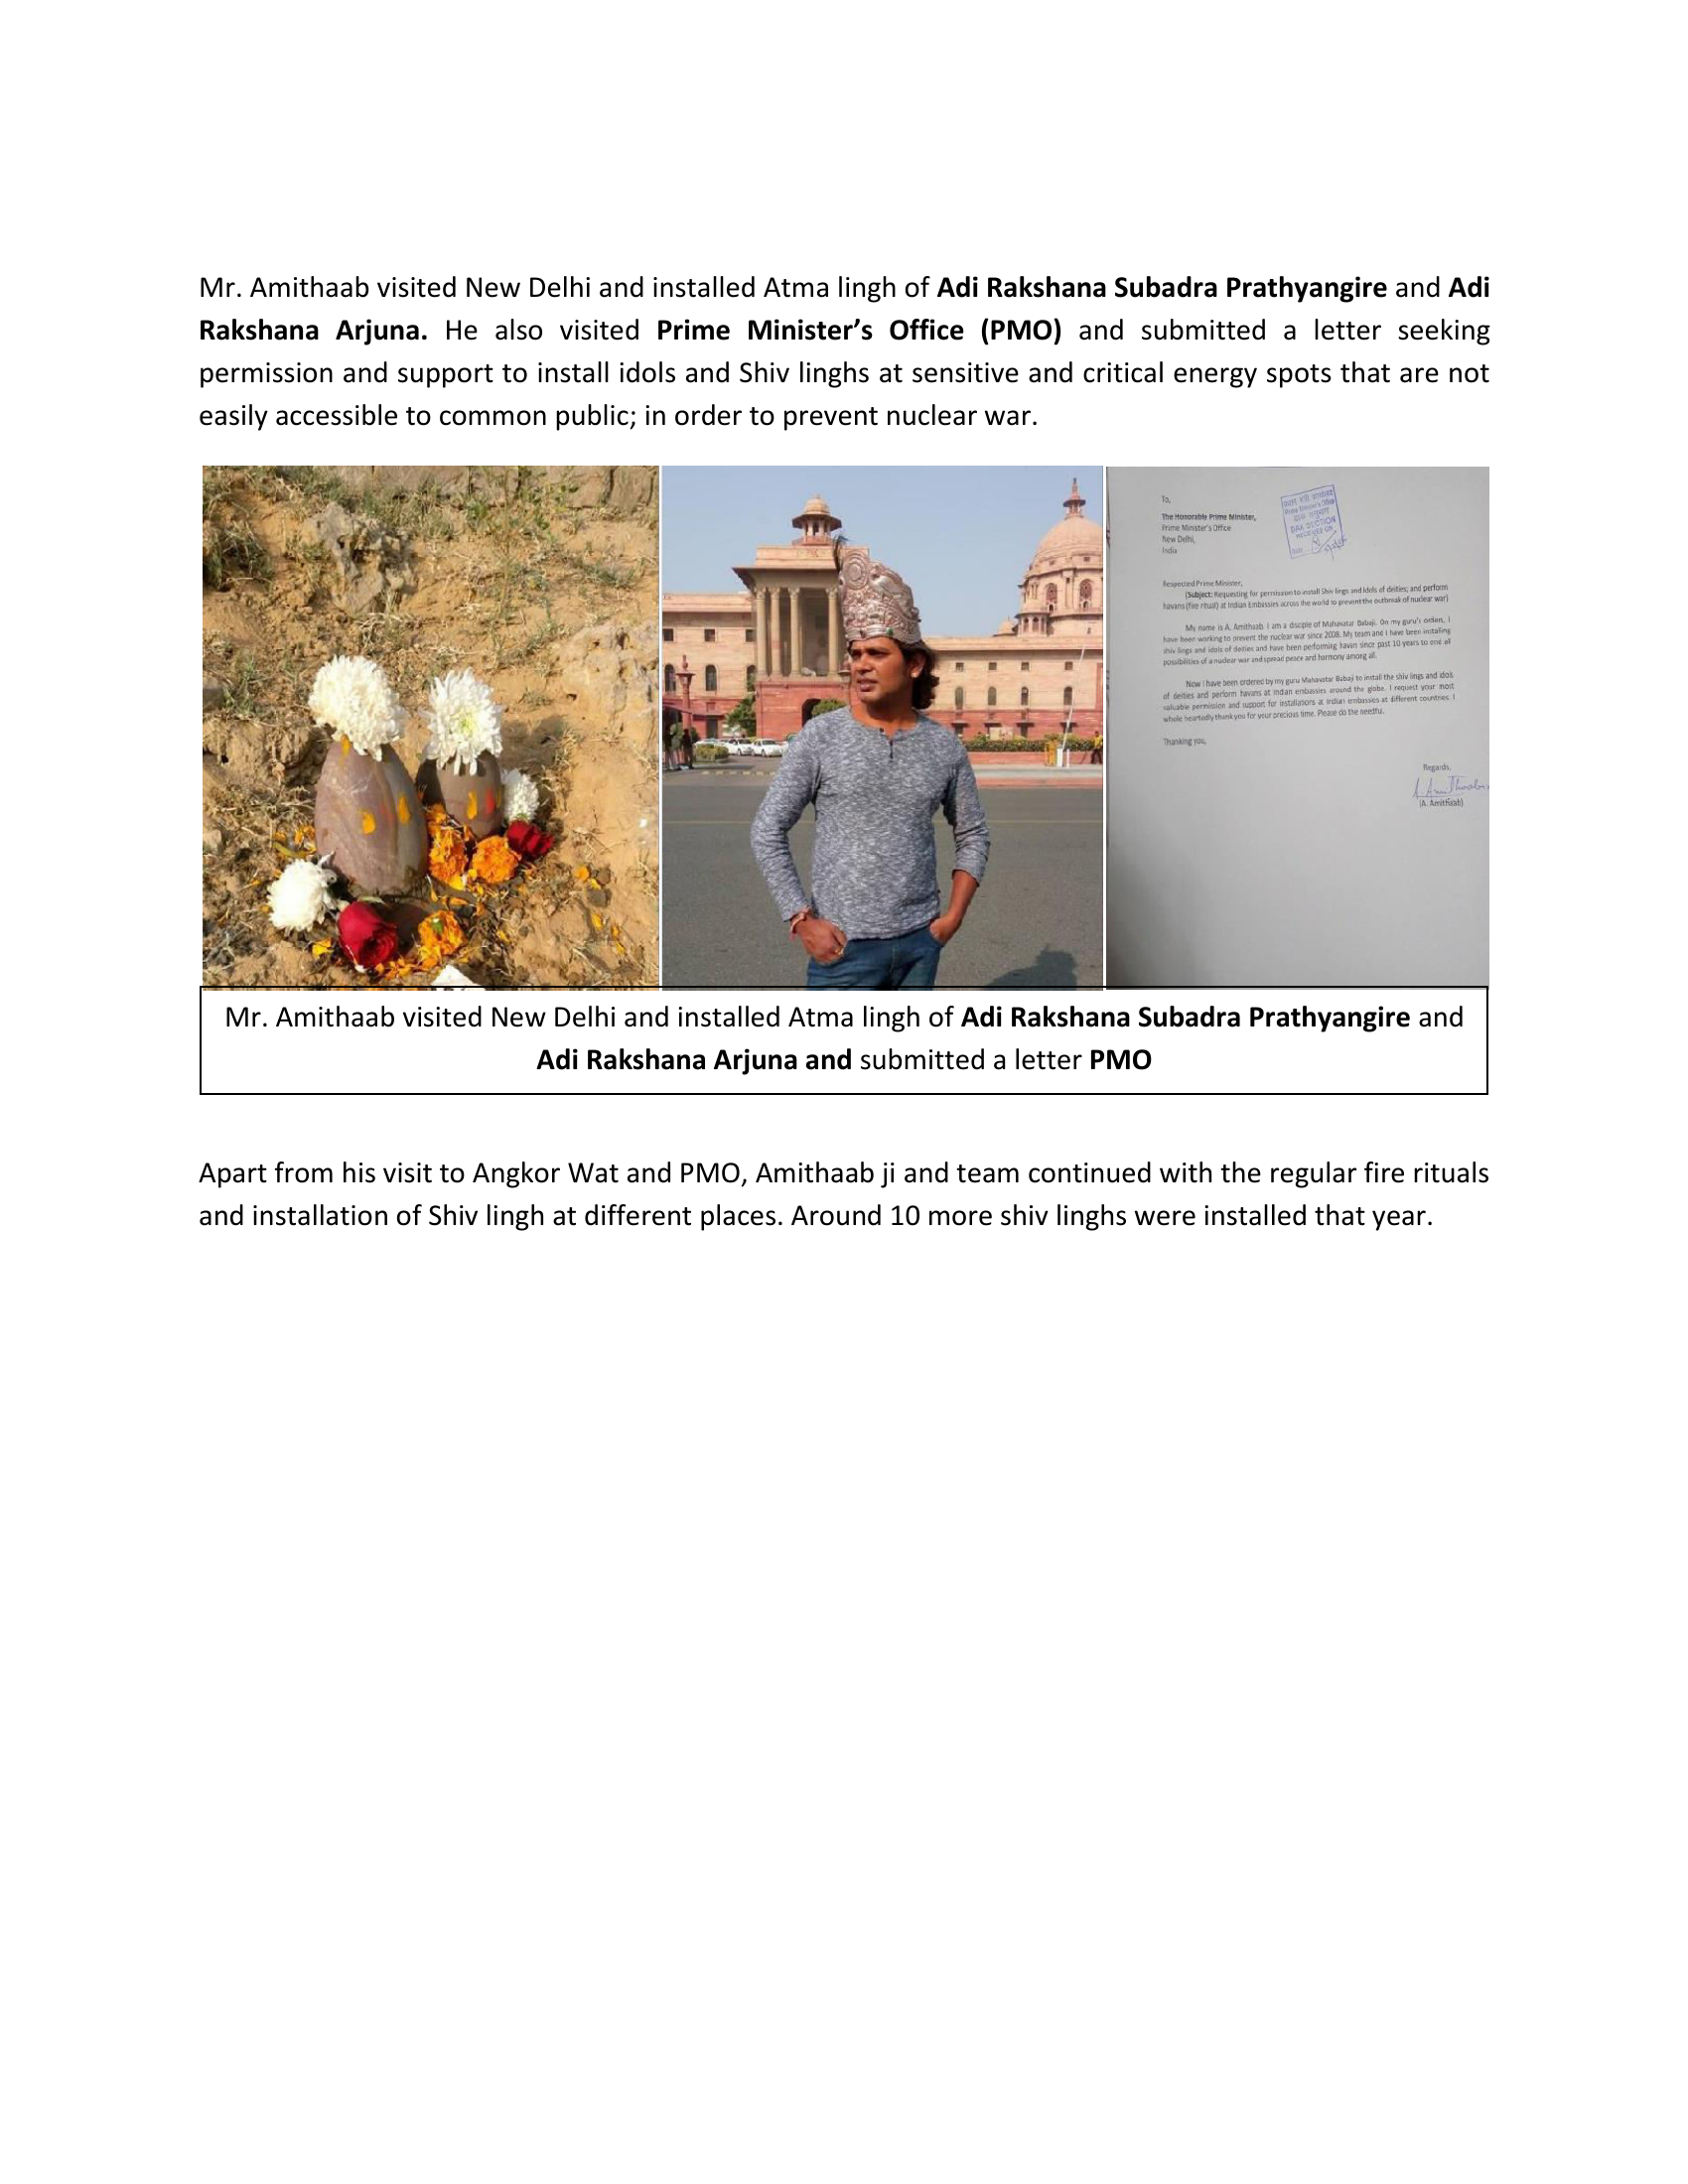 Mr. Amithaab visited New Delhi and installed Atma lingh of Adi Rakshana Subadra Prathyangire and Adi
Rakshana Arjuna. He also visited Prime Minister’s Office (PMO) and submitted a letter seeking
permission and support to install idols and Shiv linghs at sensitive and critical energy spots that are not
easily accessible to common public; in order to prevent nuclear war.
To,
The Honorable Prime Minister,
Prime Minster's Office
New Delhi,
India
Prime Minister's Office
DAK SECTION
RECEIVED
Respected Prime Minister,
(Subject: Requesting for permission to install Shiv lings and idols of deities; and perform
havans (fire ritual) at Indian Embassies across the world to prevent the outbreak of nuclear war)
My name is A. Amithaab. I am a disciple of Mahavatar Babaji. On my guru's orders, I
have been working to prevent the nuclear war since 2008. My team and I have been installing
shiv lings and idols of deities and have been performing havan since past 10 years to end all
possibilities of a nuclear war and spread peace and harmony among all.
Now I have been ordered by my guru Mahavatar Babaji to install the shiv lings and idols
of deities and perform havans at Indian embassies around the globe. I request your most
valuable permission and support for installations at Indian embassies at different countries. I
whole heartedly thank you for your precious time. Please do the needful.
Thanking you,
Regards,
(A. Amithaab)
Mr. Amithaab visited New Delhi and installed Atma lingh of Adi Rakshana Subadra Prathyangire and
Adi Rakshana Arjuna and submitted a letter PMO
Apart from his visit to Angkor Wat and PMO, Amithaab ji and team continued with the regular fire rituals
and installation of Shiv lingh at different places. Around 10 more shiv linghs were installed that year.